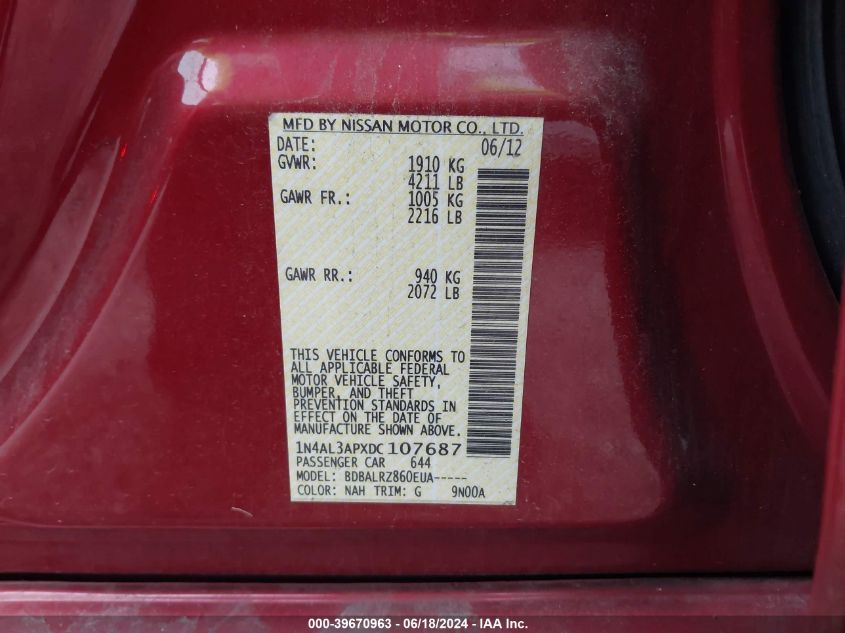 MFD BY NISSAN MOTOR CO., LTD.
DATE: 06/12
GVWR: 1910 KG
4211 LB
GAWR FR.: 1005 KG
2216 LB
GAWR RR.: 940 KG
2072 LB
THIS VEHICLE CONFORMS TO
ALL APPLICABLE FEDERAL
MOTOR VEHICLE SAFETY,
BUMPER, AND THEFT
PREVENTION STANDARDS IN
EFFECT ON THE DATE OF
MANUFACTURE SHOWN ABOVE.
1N4AL3APXDC107687
PASSENGER CAR 644
MODEL: BDBALRZ860EUA-----
COLOR: NAH TRIM: G 9N00A
000-39670963 - 06/18/2024 - IAA Inc.